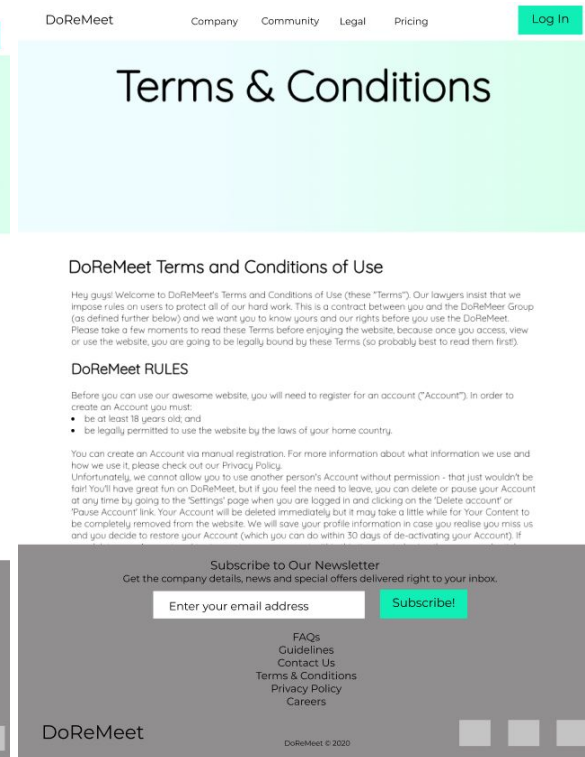 DoReMeet
Company Community Legal Pricing
Log In
Terms & Conditions
DoReMeet Terms and Conditions of Use
Hey guys! Welcome to DoReMeet's Terms and Conditions of Use (these "Terms"). Our lawyers insist that we
impose rules on users to protect all of our hard work. This is a contract between you and the DoReMeer Group
(as defined further below) and we want you to know yours and our rights before you use the DoReMeet.
Please take a few moments to read these Terms before enjoying the website, because once you access, view
or use the website, you are going to be legally bound by these Terms (so probably best to read them first!).
DoReMeet RULES
Before you can use our awesome website, you will need to register for an account ("Account"). In order to
create an Account you must:
• be at least 18 years old; and
• be legally permitted to use the website by the laws of your home country.
You can create an Account via manual registration. For more information about what information we use and
how we use it, please check out our Privacy Policy.
Unfortunately, we cannot allow you to use another person's Account without permission - that just wouldn't be
fair! You'll have great fun on DoReMeet, but if you feel the need to leave, you can delete or pause your Account
at any time by going to the 'Settings' page when you are logged in and clicking on the 'Delete account' or
'Pause Account' link. Your Account will be deleted immediately but it may take a little while for Your Content to
be completely removed from the website. We will save your profile information in case you realise you miss us
and you decide to restore your Account (which you can do within 30 days of de-activating your Account). If
Subscribe to Our Newsletter
Get the company details, news and special offers delivered right to your inbox.
Enter your email address
Subscribe!
FAQs
Guidelines
Contact Us
Terms & Conditions
Privacy Policy
Careers
DoReMeet
DoReMeet © 2020